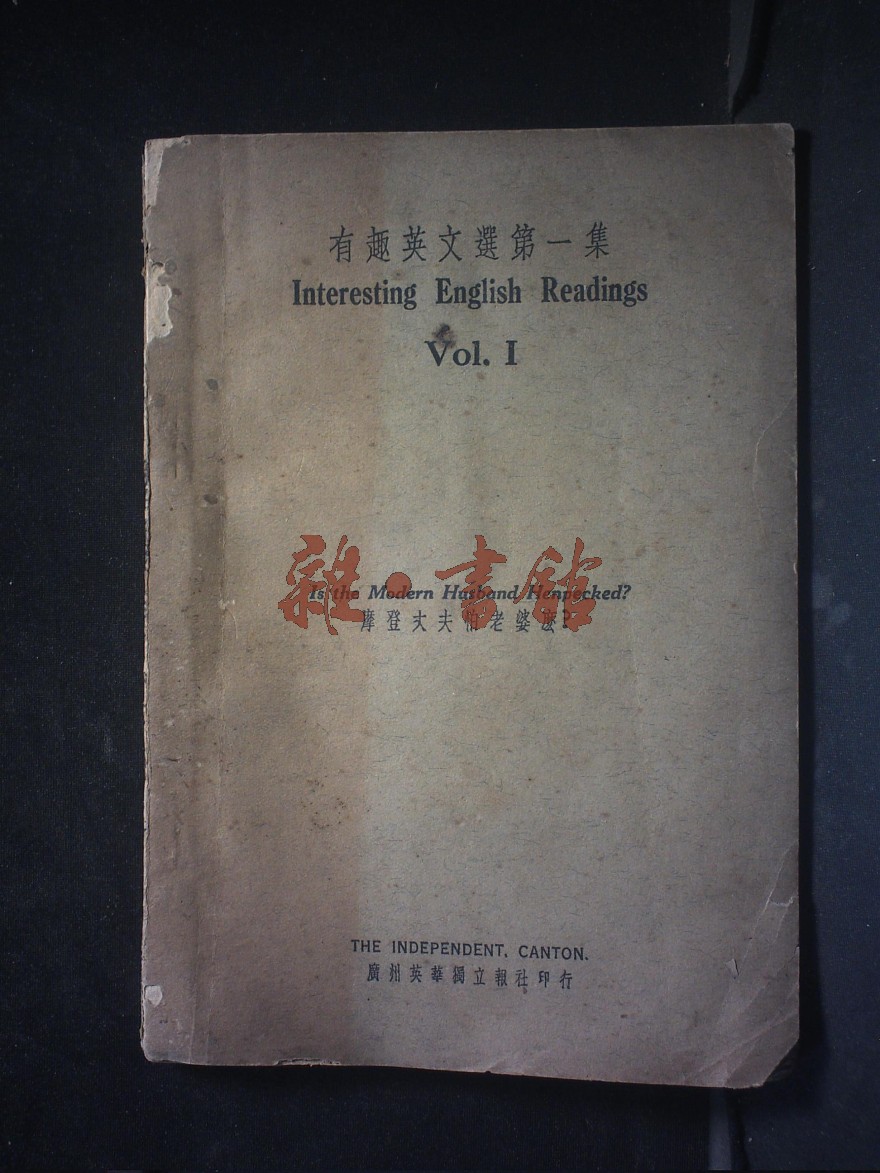 有趣英文選第一集
Interesting English Readings
Vol. I
雜·書館
Is the Modern Husband Henpecked?
摩登丈夫怕老婆麼?
THE INDEPENDENT, CANTON.
廣州英華獨立報社印行